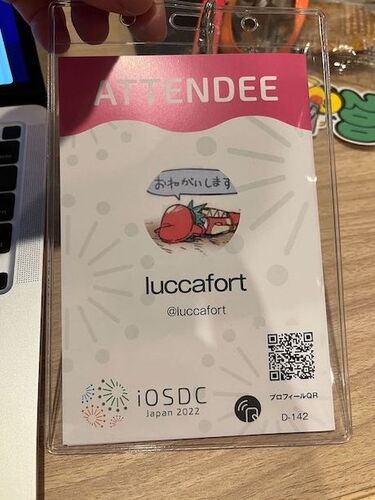 ATTENDEE
おねがいします
luccafort
@luccafort
iOSDC
Japan 2022
プロフィールQR
D-142